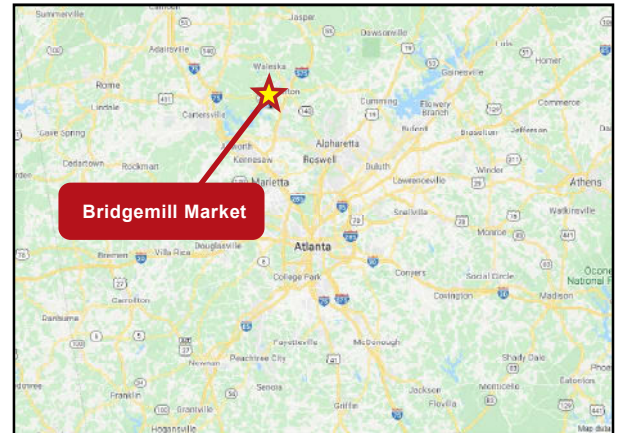 Summerville
Jasper
Dawsonville
Adairsville
Waleska
Homer
Gainesville
Rome
Lindale
Cartersville
Cumming
Flowery
Branch
Commerce
Buford
Braselton
Jefferson
Cave Spring
Alpharetta
Kennesaw
Roswell
Duluth
Cedartown
Rockmart
Marietta
Lawrenceville
Winder
Athens
Bridgemill Market
Snellville
Watkinsville
Monroe
Atlanta
Bremen
Villa Rica
Douglasville
College Park
Conyers
Social Circle
Ocone
National F
Carrollton
Covington
Madison
Fayetteville
McDonough
Newnan
Peachtree City
Shady Dale
Franklin
Senoia
Jackson
Monticello
Eatonton
Grantville
Griffin
Flovilla
Hogansville
Map data